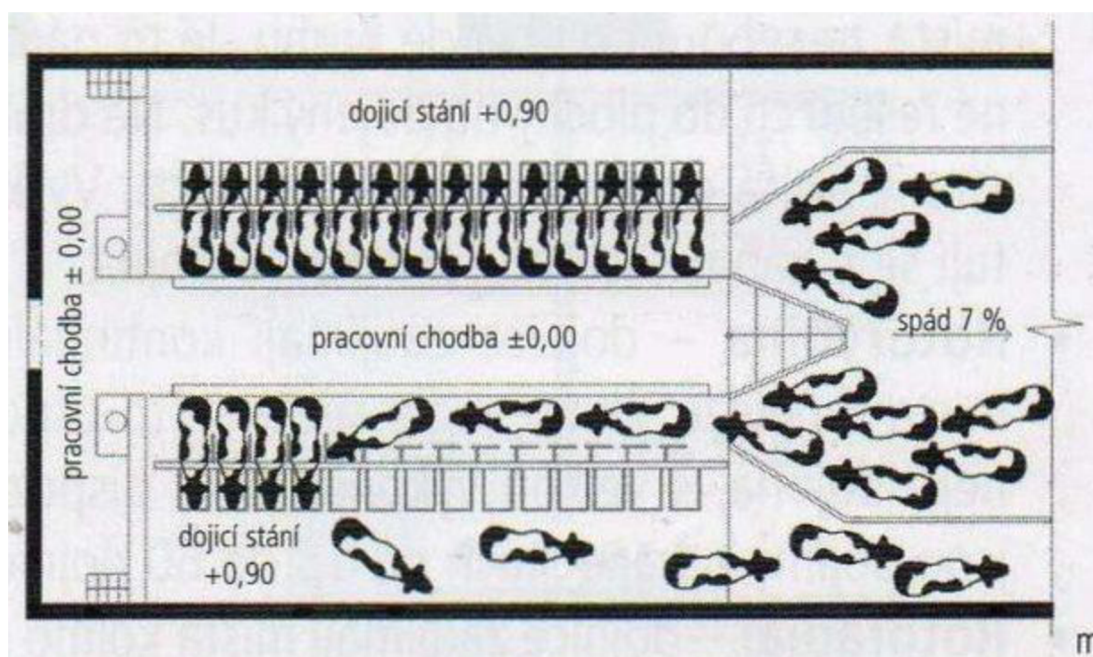 dojicí stání +0,90
pracovní chodba ± 0,00
pracovní chodba ±0,00
spád 7 %
dojicí stání
+0,90
m